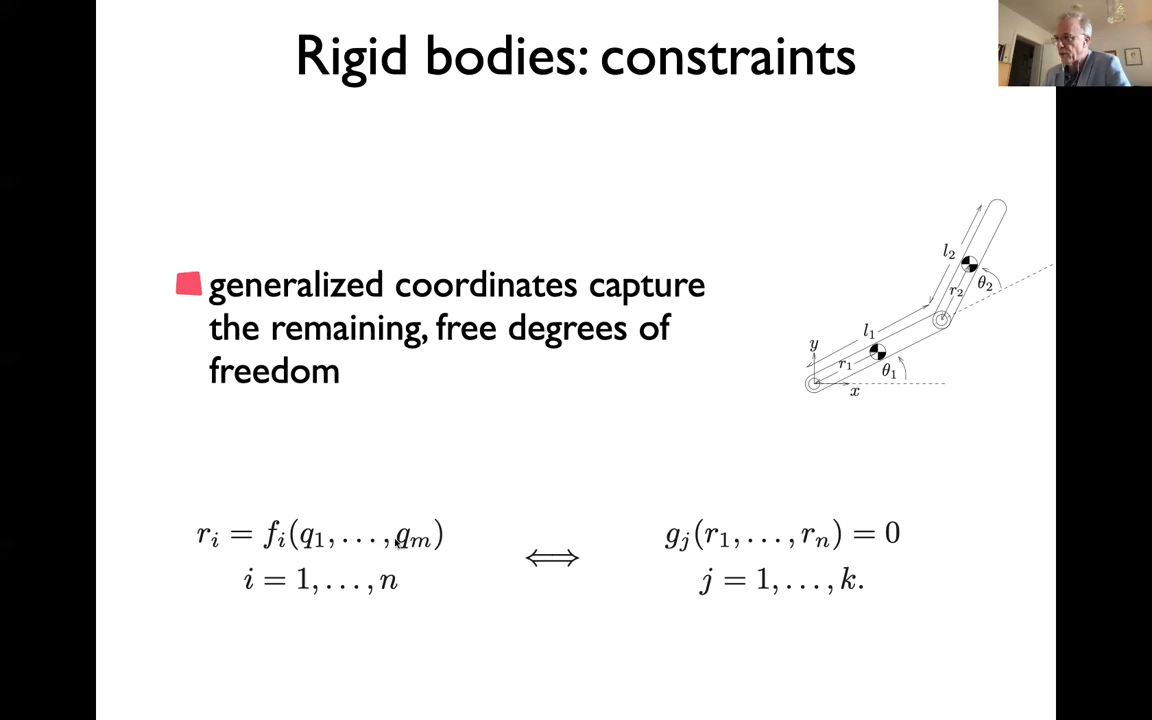 Rigid bodies: constraints
generalized coordinates capture
the remaining, free degrees of
freedom
l₂
r₂
θ₂
l₁
y
r₁
θ₁
x
rᵢ = fᵢ(q₁, . . . , qₘ)
i = 1, . . . , n
⟺
gⱼ(r₁, . . . , rₙ) = 0
j = 1, . . . , k.